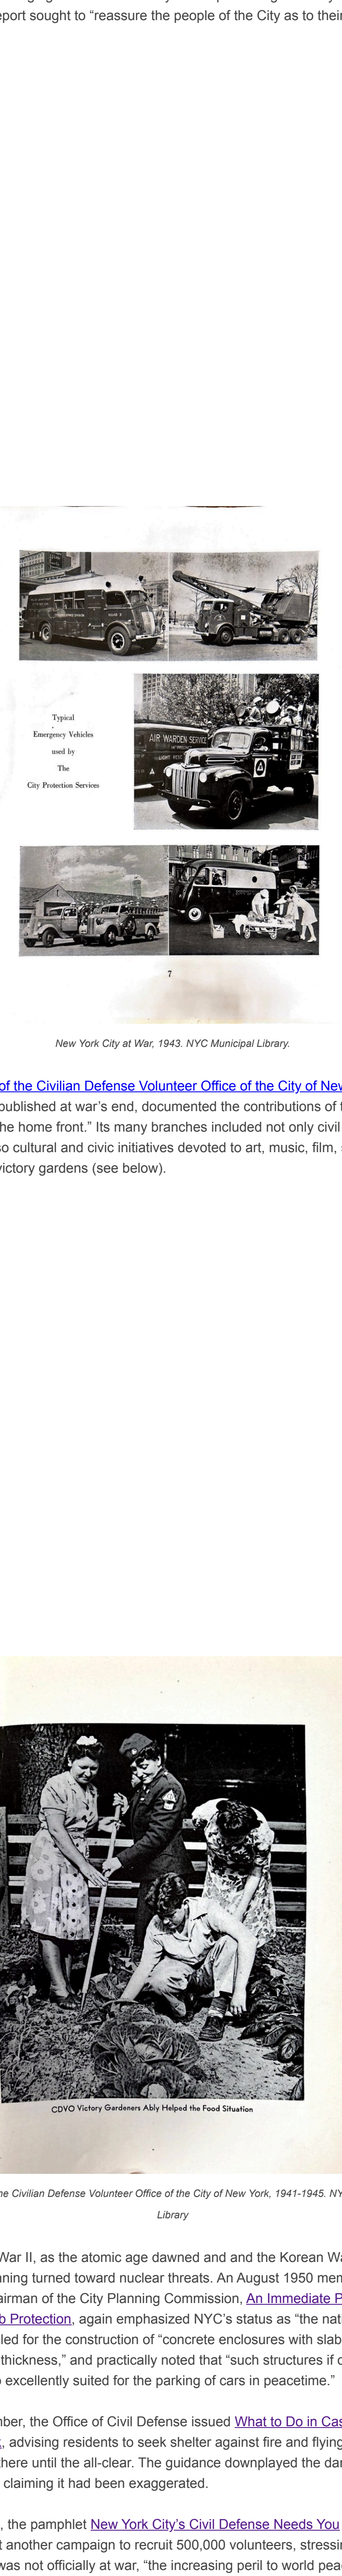 eport sought to “reassure the people of the City as to their
Typical
Emergency Vehicles
used by
The
City Protection Services
AIR WARDEN SERVICE
7
New York City at War, 1943. NYC Municipal Library.
of the Civilian Defense Volunteer Office of the City of New
published at war’s end, documented the contributions of t
he home front.” Its many branches included not only civil
so cultural and civic initiatives devoted to art, music, film,
victory gardens (see below).
CDVO Victory Gardeners Ably Helped the Food Situation
he Civilian Defense Volunteer Office of the City of New York, 1941-1945. NY
Library
War II, as the atomic age dawned and and the Korean Wa
nning turned toward nuclear threats. An August 1950 mem
airman of the City Planning Commission, An Immediate P
b Protection, again emphasized NYC’s status as “the nat
led for the construction of “concrete enclosures with slab
thickness,” and practically noted that “such structures if c
excellently suited for the parking of cars in peacetime.”
mber, the Office of Civil Defense issued What to Do in Cas
, advising residents to seek shelter against fire and flying
there until the all-clear. The guidance downplayed the da
claiming it had been exaggerated.
, the pamphlet New York City’s Civil Defense Needs You
t another campaign to recruit 500,000 volunteers, stressin
was not officially at war, “the increasing peril to world pea